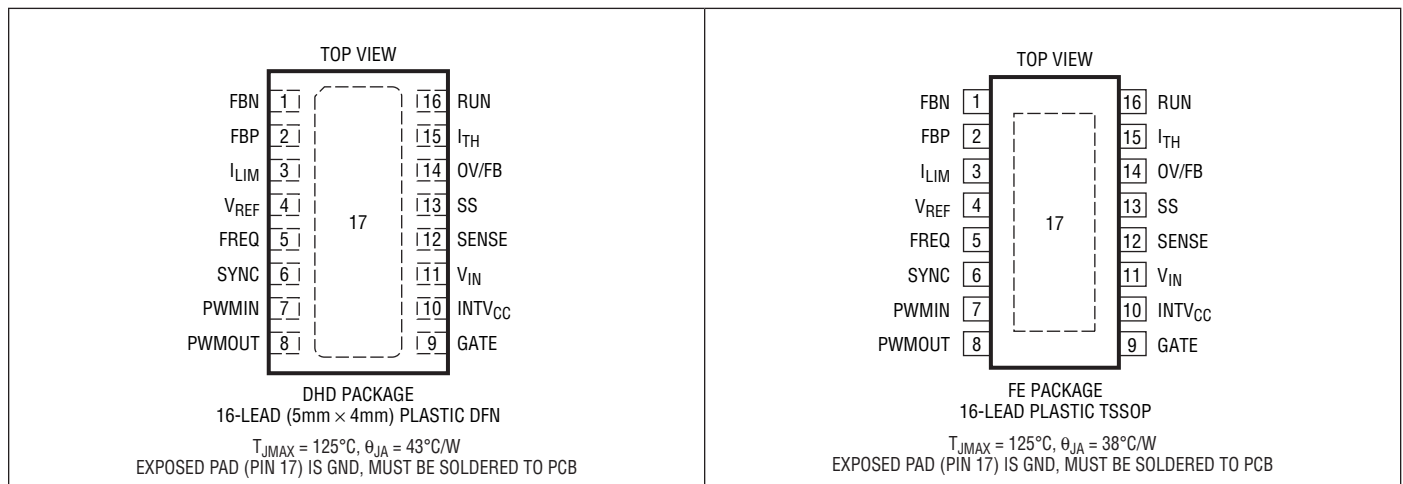 TOP VIEW
FBN 1 16 RUN
FBP 2 15 ITH
ILIM 3 14 OV/FB
VREF 4 17 13 SS
FREQ 5 12 SENSE
SYNC 6 11 VIN
PWMIN 7 10 INTVCC
PWMOUT 8 9 GATE
DHD PACKAGE
16-LEAD (5mm × 4mm) PLASTIC DFN
TJMAX = 125°C, θJA = 43°C/W
EXPOSED PAD (PIN 17) IS GND, MUST BE SOLDERED TO PCB
TOP VIEW
FBN 1 16 RUN
FBP 2 15 ITH
ILIM 3 14 OV/FB
VREF 4 17 13 SS
FREQ 5 12 SENSE
SYNC 6 11 VIN
PWMIN 7 10 INTVCC
PWMOUT 8 9 GATE
FE PACKAGE
16-LEAD PLASTIC TSSOP
TJMAX = 125°C, θJA = 38°C/W
EXPOSED PAD (PIN 17) IS GND, MUST BE SOLDERED TO PCB